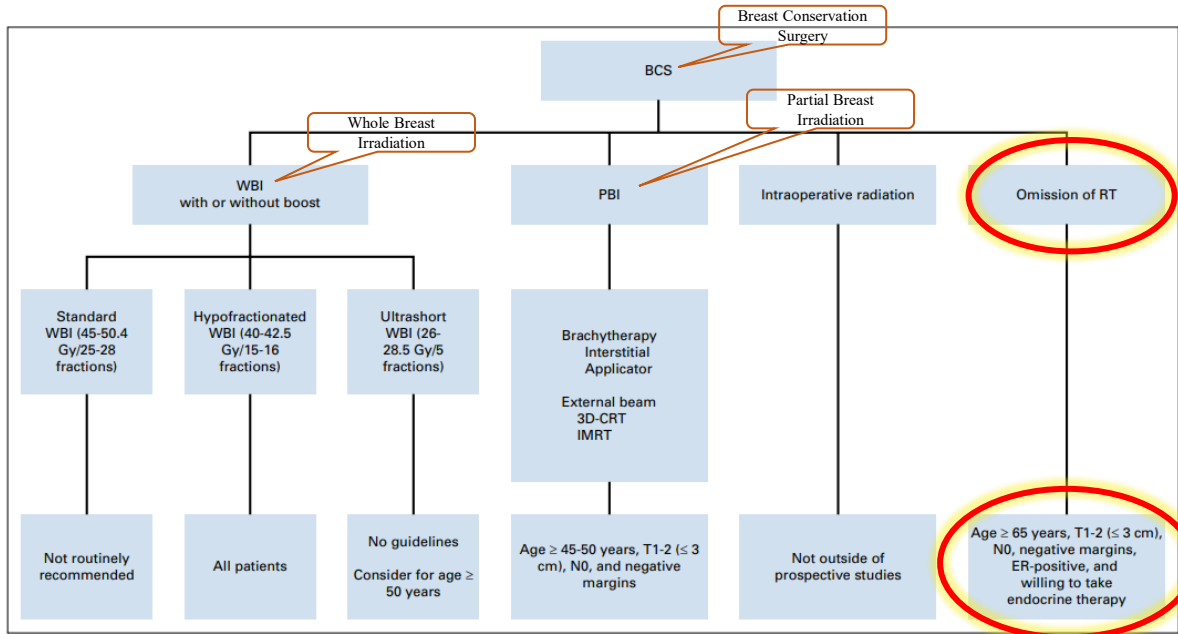 Breast Conservation
Surgery
BCS
Whole Breast
Irradiation
Partial Breast
Irradiation
WBI
with or without boost
PBI
Intraoperative radiation
Omission of RT
Standard
WBI (45-50.4
Gy/25-28
fractions)
Hypofractionated
WBI (40-42.5
Gy/15-16
fractions)
Ultrashort
WBI (26-
28.5 Gy/5
fractions)
Brachytherapy
Interstitial
Applicator
External beam
3D-CRT
IMRT
Not routinely
recommended
All patients
No guidelines
Consider for age ≥
50 years
Age ≥ 45-50 years, T1-2 (≤ 3
cm), N0, and negative
margins
Not outside of
prospective studies
Age ≥ 65 years, T1-2 (≤ 3 cm),
N0, negative margins,
ER-positive, and
willing to take
endocrine therapy